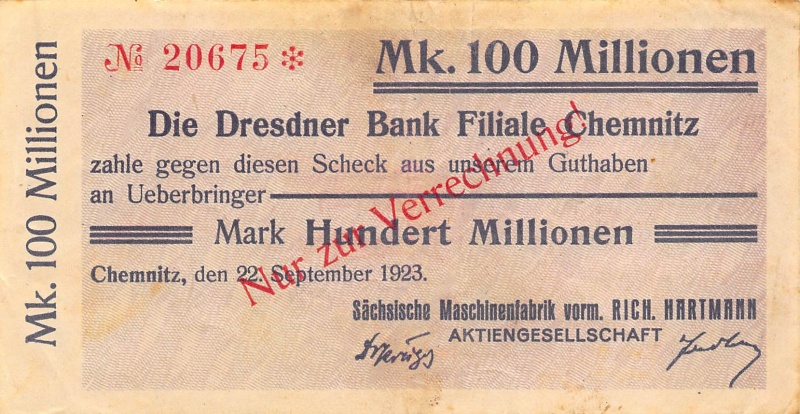 Mk. 100 Millionen
№ 20675 *
Mk. 100 Millionen
Die Dresdner Bank Filiale Chemnitz
zahle gegen diesen Scheck aus unserem Guthaben
an Ueberbringer
Mark Hundert Millionen
Nur zur Verrechnung!
Chemnitz, den 22. September 1923.
Sächsische Maschinenfabrik vorm. RICH. HARTMANN
AKTIENGESELLSCHAFT